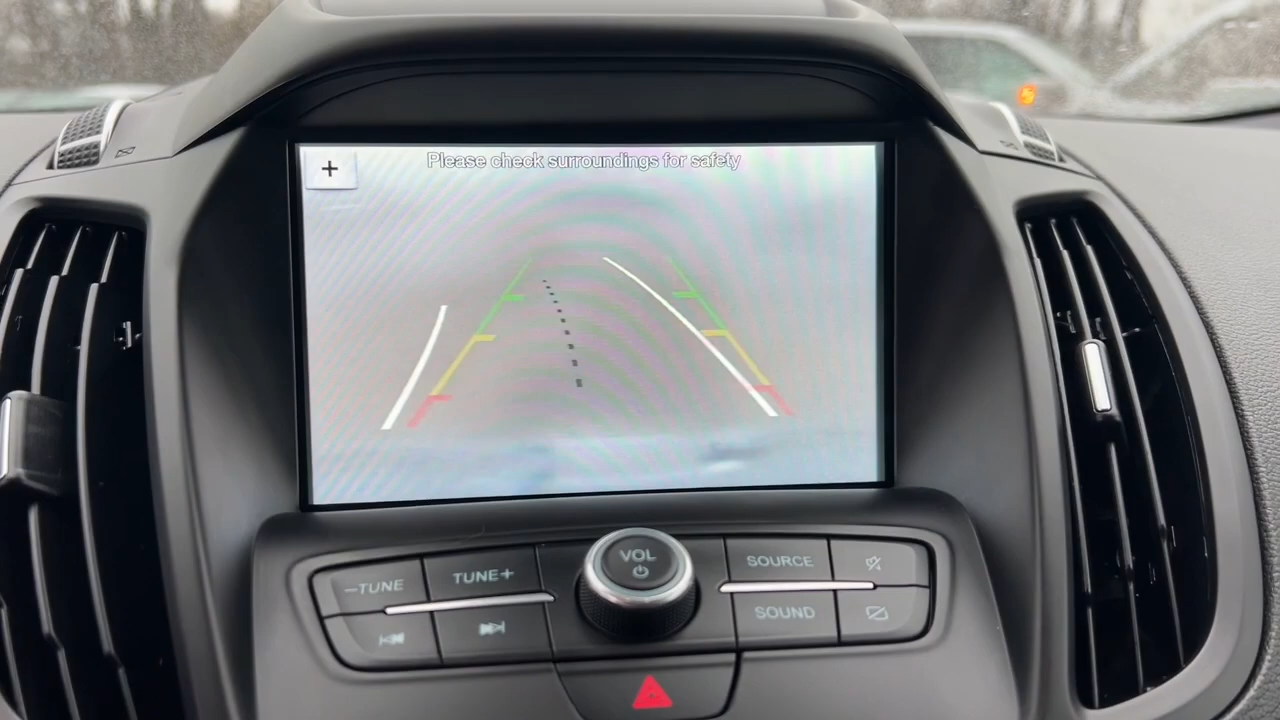 Please check surroundings for safety
+
VOL
−TUNE
TUNE+
SOURCE
SOUND